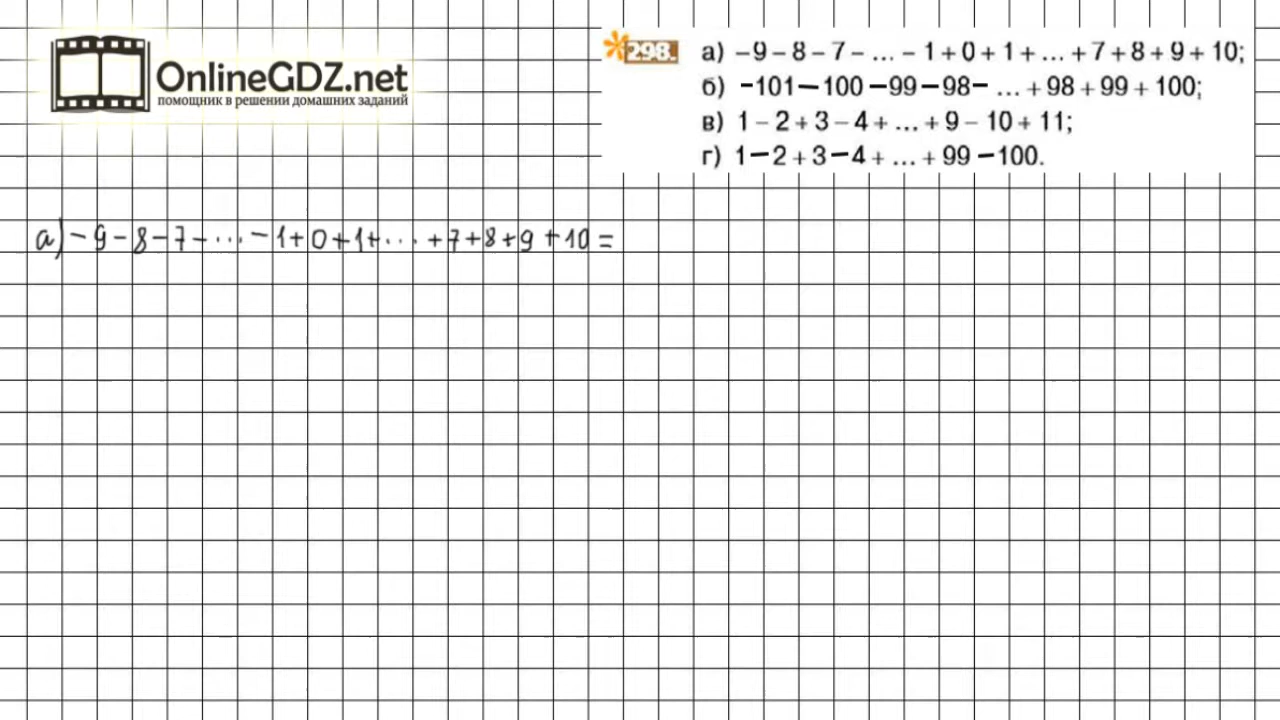 OnlineGDZ.net
помощник в решении домашних заданий
298. а) −9 − 8 − 7 − ... − 1 + 0 + 1 + ... + 7 + 8 + 9 + 10;
б) −101 − 100 − 99 − 98 − ... + 98 + 99 + 100;
в) 1 − 2 + 3 − 4 + ... + 9 − 10 + 11;
г) 1 − 2 + 3 − 4 + ... + 99 − 100.
а) − 9 − 8 − 7 − ... − 1 + 0 + 1 + ... + 7 + 8 + 9 + 10 =